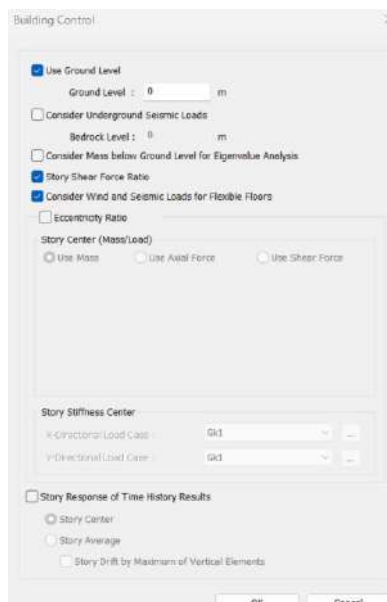 Building Control
Use Ground Level
Ground Level : 0 m
Consider Underground Seismic Loads
Bedrock Level : 0 m
Consider Mass below Ground Level for Eigenvalue Analysis
Story Shear Force Ratio
Consider Wind and Seismic Loads for Flexible Floors
Eccentricity Ratio
Story Center (Mass/Load)
Use Mass Use Axial Force Use Shear Force
Story Stiffness Center
X-Directional Load Case : Gk1 ...
Y-Directional Load Case : Gk1 ...
Story Response of Time History Results
Story Center
Story Average
Story Drift by Maximum of Vertical Elements
OK Cancel